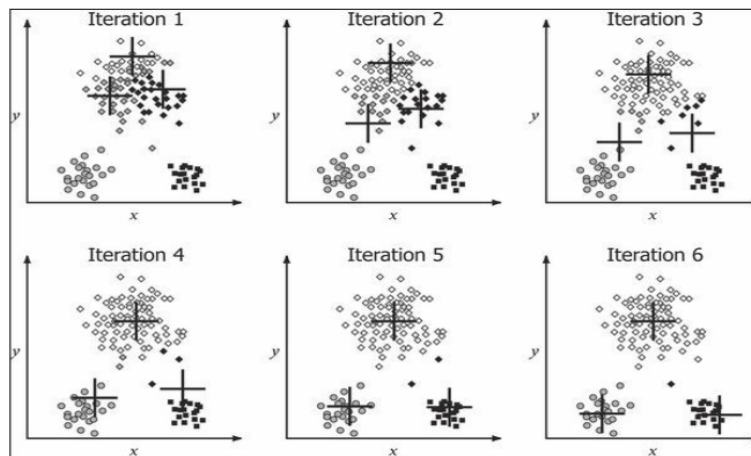 Iteration 1
Iteration 2
Iteration 3
y
y
y
x
x
x
Iteration 4
Iteration 5
Iteration 6
y
y
y
x
x
x